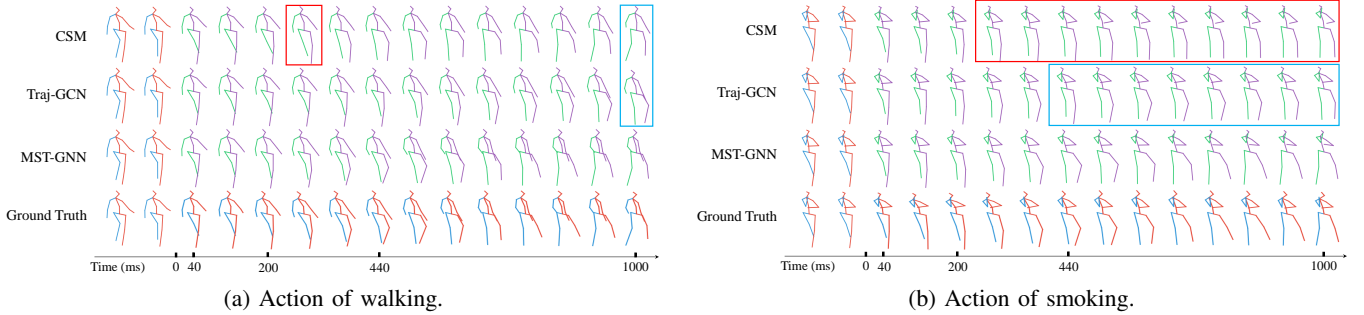 CSM
Traj-GCN
MST-GNN
Ground Truth
Time (ms) 0 40 200 440 1000
(a) Action of walking.
CSM
Traj-GCN
MST-GNN
Ground Truth
Time (ms) 0 40 200 440 1000
(b) Action of smoking.